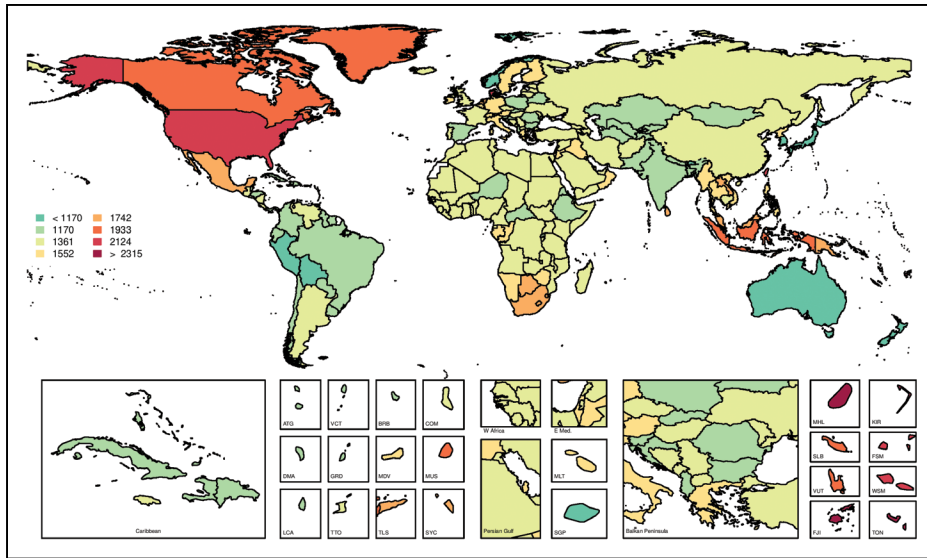 < 1170
1170
1361
1552
1742
1933
2124
> 2315
Caribbean
ATG
VCT
BRB
COM
DMA
GRD
MDV
MUS
LCA
TTO
TLS
SYC
W Africa
E Med.
Persian Gulf
MLT
SGP
Balkan Peninsula
MHL
KIR
SLB
FSM
VUT
WSM
FJI
TON